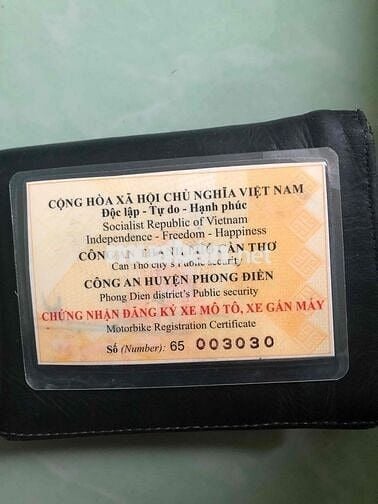 CỘNG HÒA XÃ HỘI CHỦ NGHĨA VIỆT NAM
Độc lập - Tự do - Hạnh phúc
Socialist Republic of Vietnam
Independence - Freedom - Happiness
CÔNG AN CẦN THƠ
Can Tho city's Public security
CÔNG AN HUYỆN PHONG ĐIỀN
Phong Dien district's Public security
CHỨNG NHẬN ĐĂNG KÝ XE MÔ TÔ, XE GẮN MÁY
Motorbike Registration Certificate
Số (Number): 65 003030